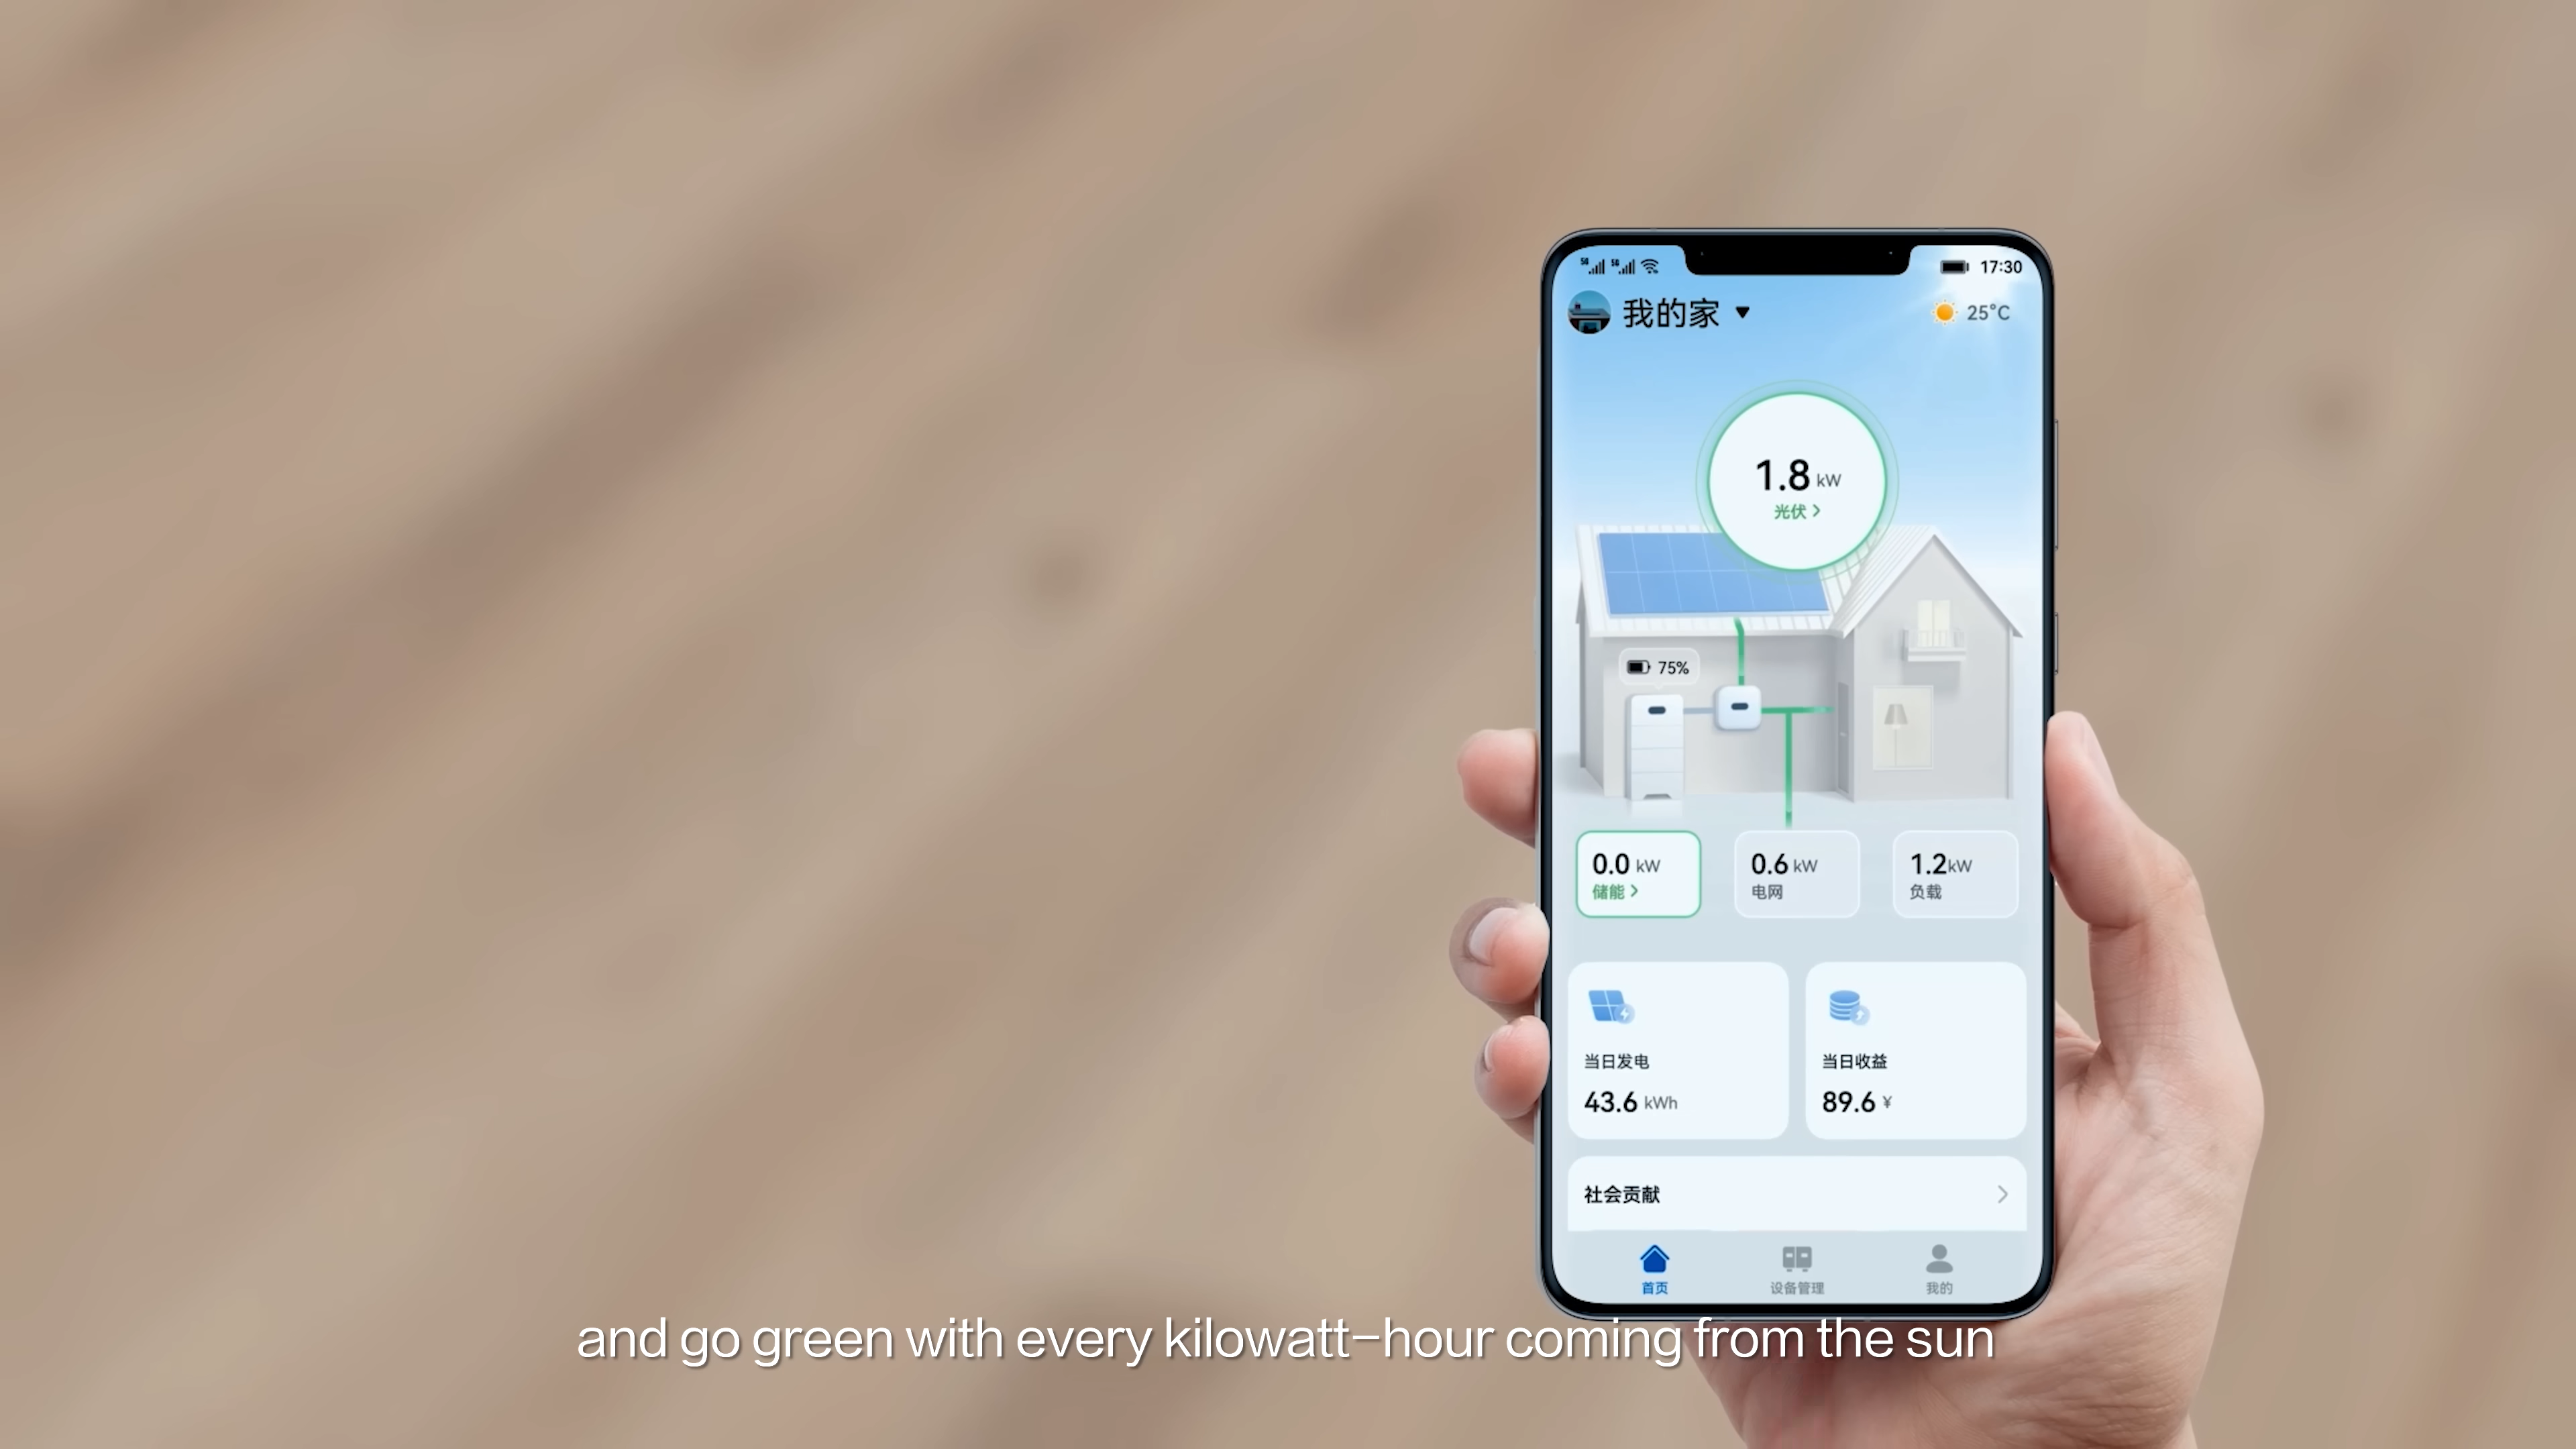 5G 5G 17:30
我的家 25°C
1.8 kW
光伏
75%
0.0 kW
储能
0.6 kW
电网
1.2kW
负载
当日发电
43.6 kWh
当日收益
89.6 ¥
社会贡献
首页 设备管理 我的
and go green with every kilowatt-hour coming from the sun